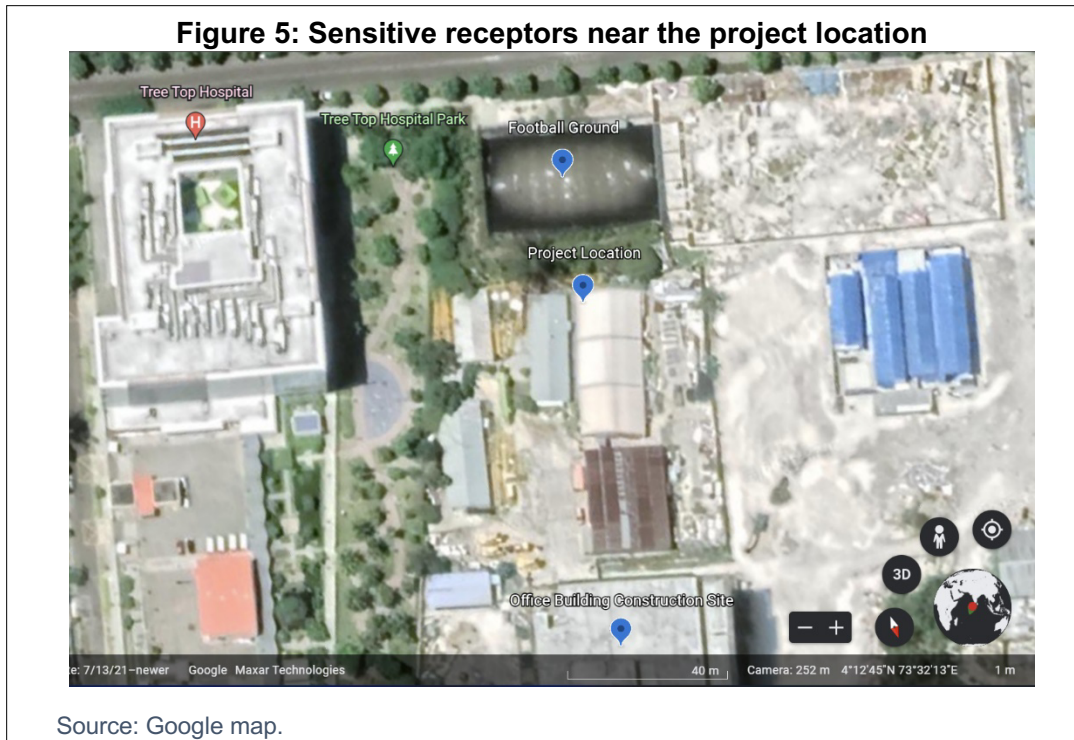 Figure 5: Sensitive receptors near the project location
Tree Top Hospital
H
Tree Top Hospital Park
Football Ground
Project Location
3D
Office Building Construction Site
− +
te: 7/13/21–newer Google Maxar Technologies 40 m Camera: 252 m 4°12'45"N 73°32'13"E 1 m
Source: Google map.